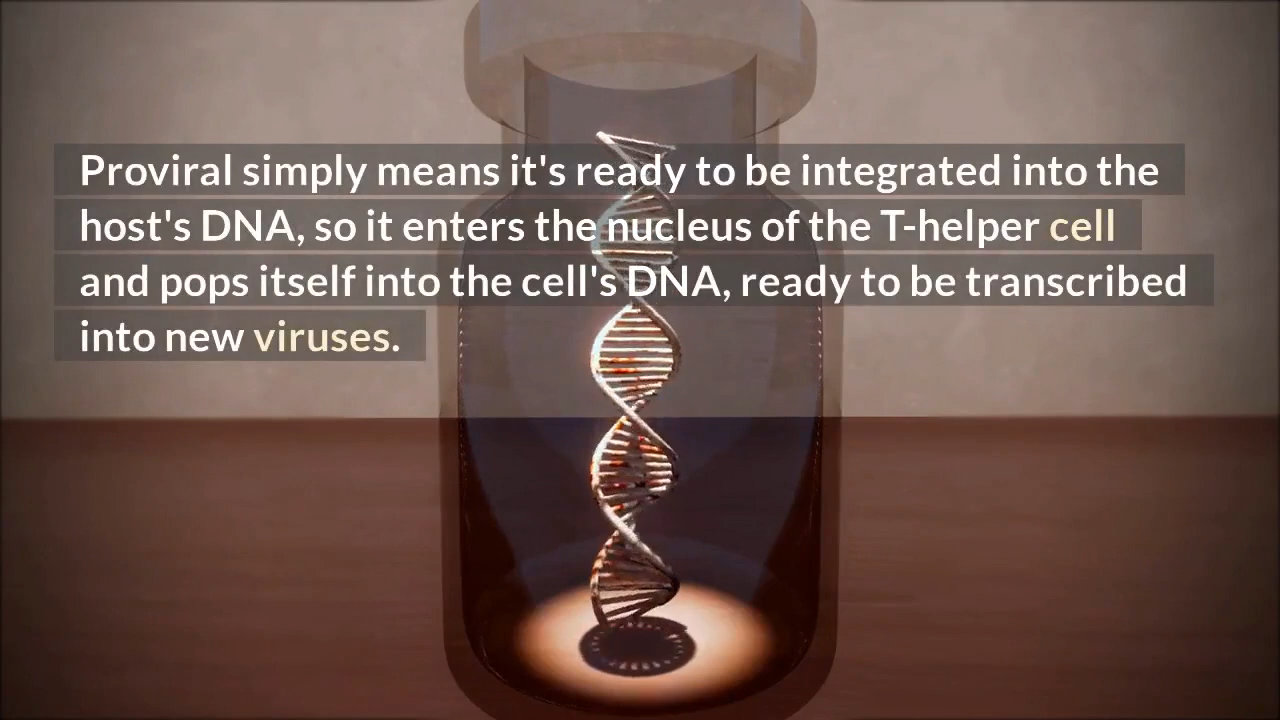 Proviral simply means it's ready to be integrated into the
host's DNA, so it enters the nucleus of the T-helper cell
and pops itself into the cell's DNA, ready to be transcribed
into new viruses.